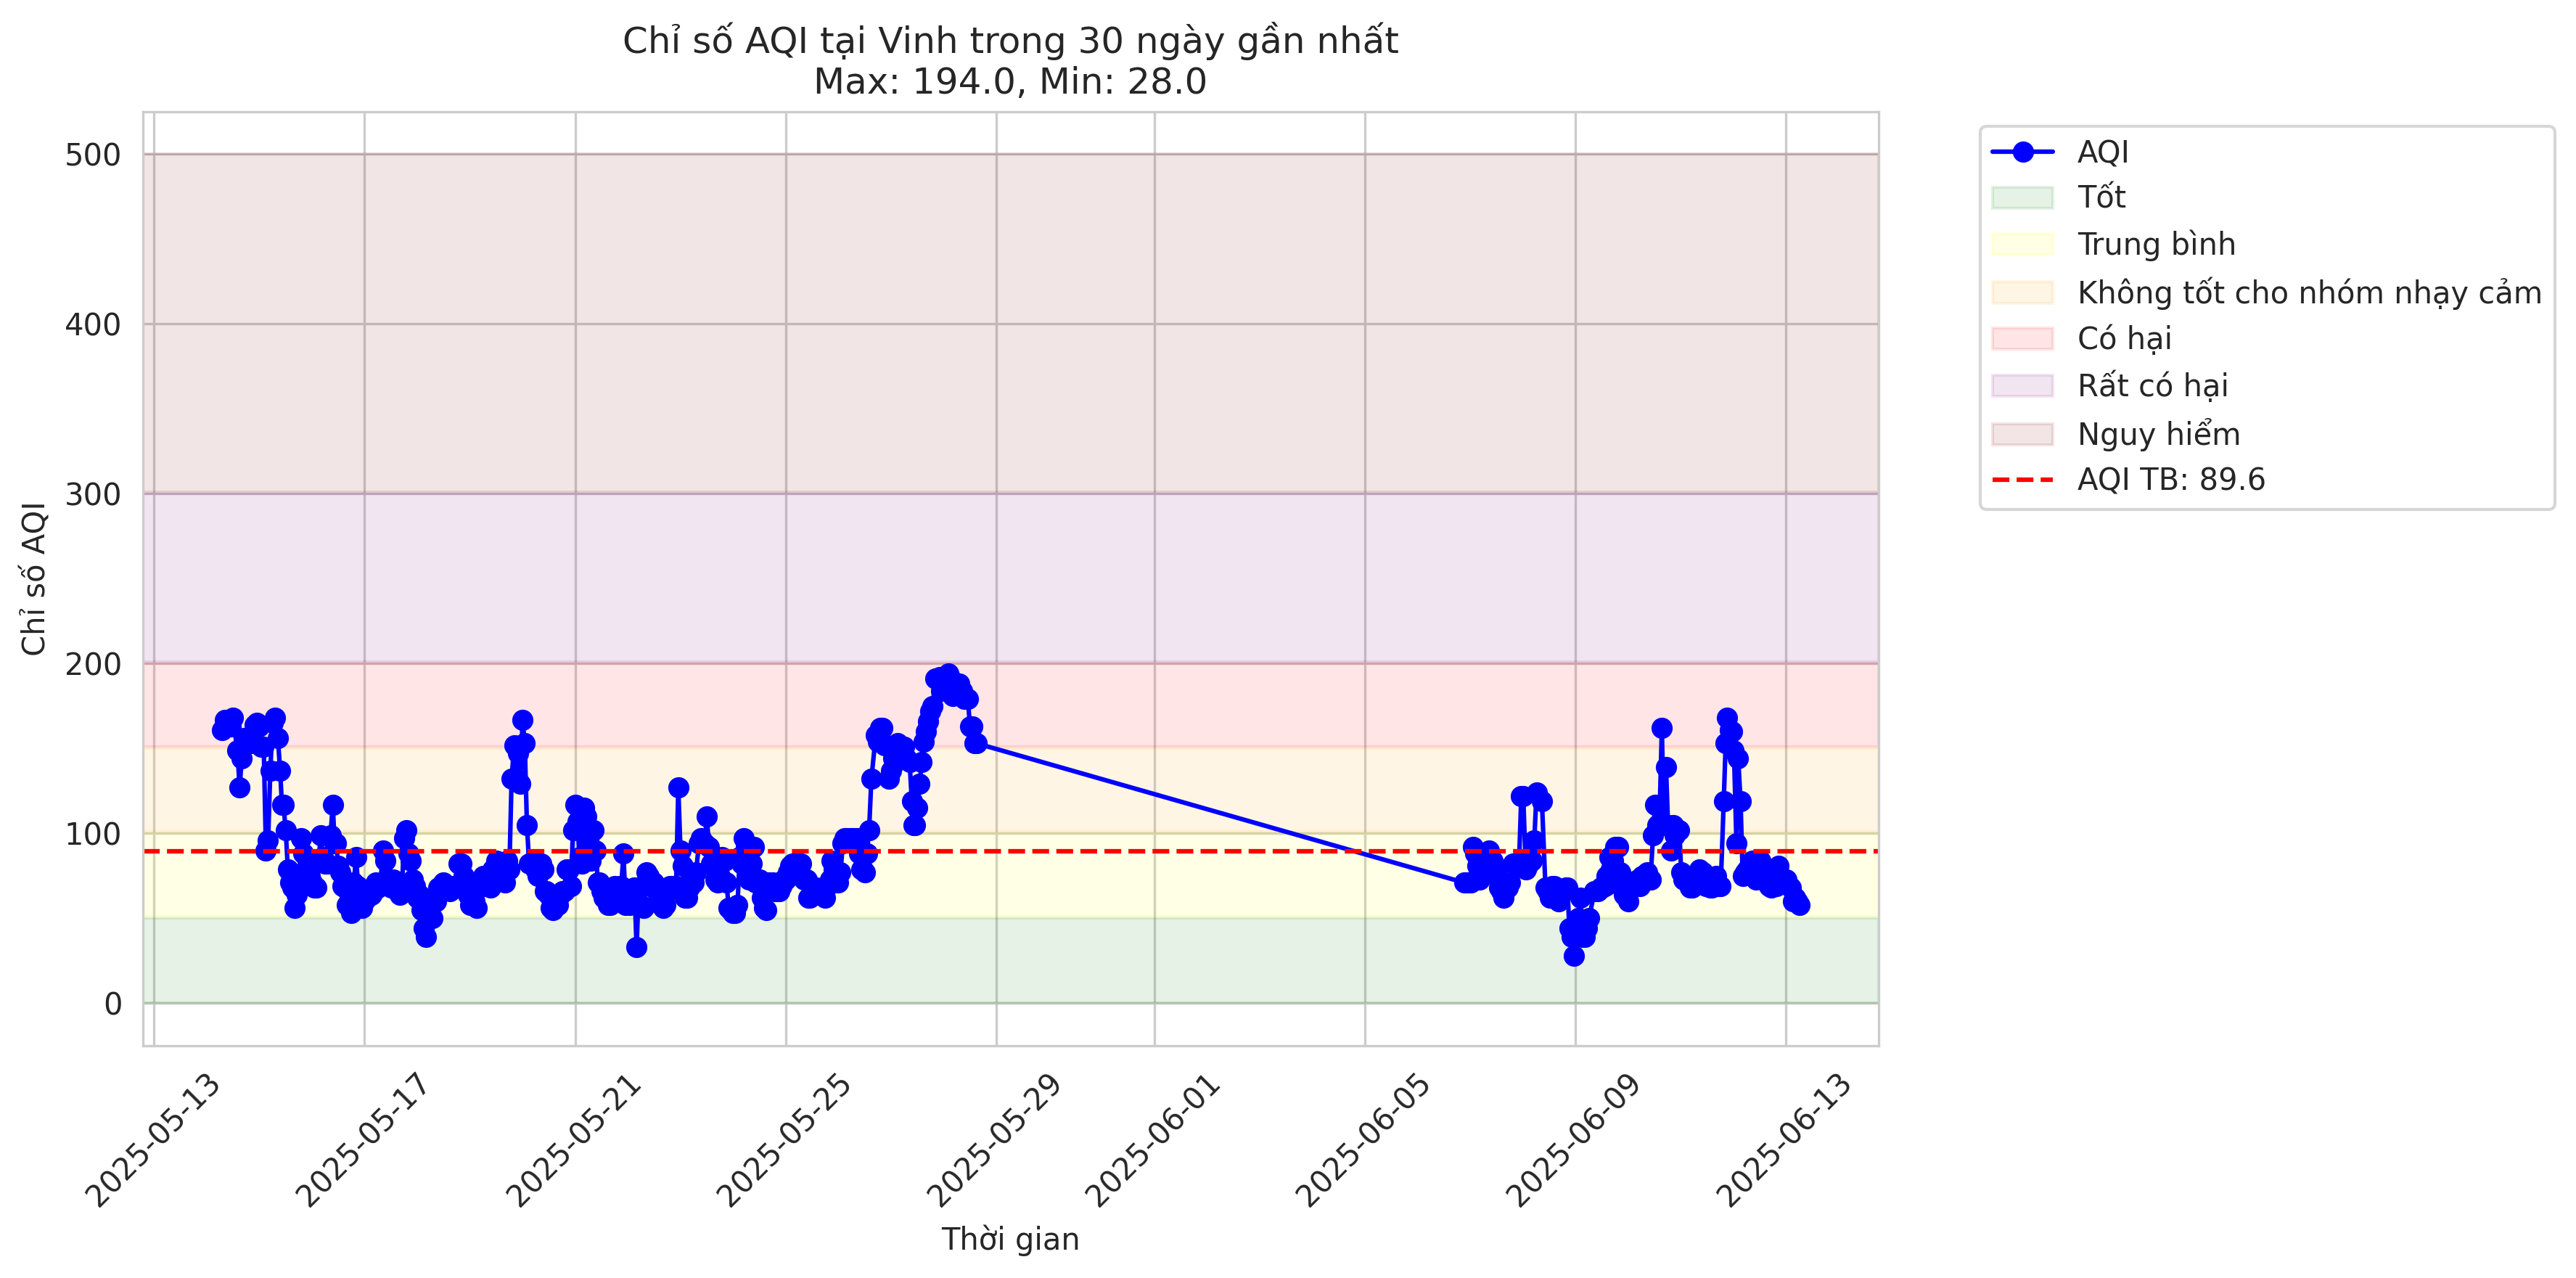 Chỉ số AQI tại Vinh trong 30 ngày gần nhất
Max: 194.0, Min: 28.0
Chỉ số AQI
500
400
300
200
100
0
2025-05-13
2025-05-17
2025-05-21
2025-05-25
2025-05-29
2025-06-01
2025-06-05
2025-06-09
2025-06-13
Thời gian
AQI
Tốt
Trung bình
Không tốt cho nhóm nhạy cảm
Có hại
Rất có hại
Nguy hiểm
AQI TB: 89.6